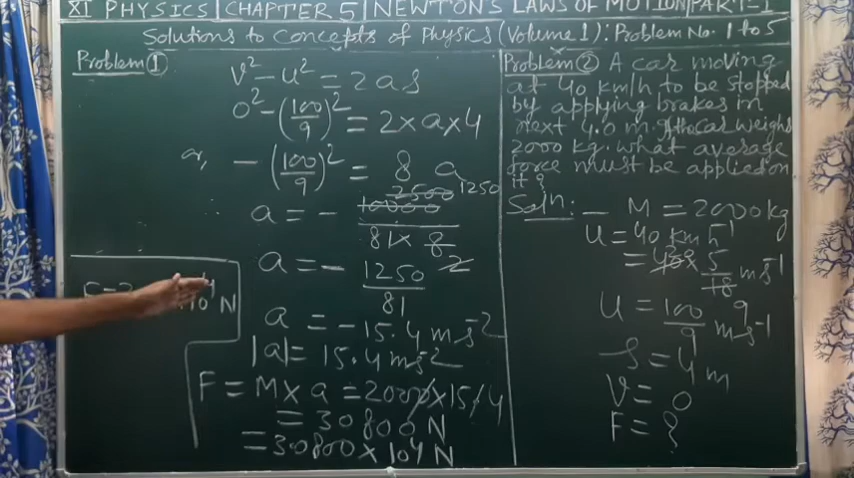 XI PHYSICS | CHAPTER 5 | NEWTON'S LAWS OF MOTION | PART-1
Solutions to concepts of Physics (Volume 1): Problem No. 1 to 5
Problem ①
V² - u² = 2as
0² - (100/9)² = 2 × a × 4
or, - (100/9)² = 8 a
2500 1250
a = - 10000 / 81 × 8
2
a = - 1250 / 81
a = - 15.4 ms⁻²
|a| = 15.4 ms⁻²
F = M × a = 2000 × 15.4
= 30800 N
= 3.0800 × 10⁴ N
N
Problem ② A car moving
at 40 km/h to be stopped
by applying brakes in
next 4.0 m. If the car weighs
2000 kg. what average
force must be applied on
it?
Soln: - M = 2000 kg
U = 40 km h⁻¹
= 40 × 5/18 ms⁻¹
9
U = 100/9 ms⁻¹
S = 4 m
V = 0
F = ?